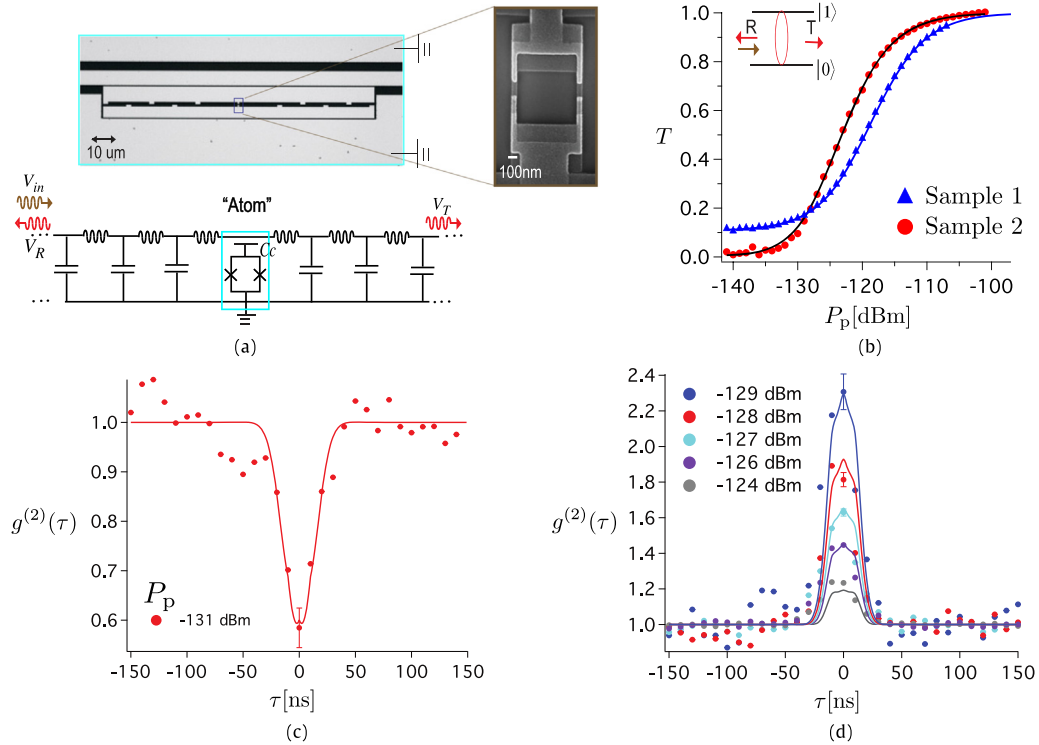 10 um
100nm
V_in
V_R
"Atom"
V_T
Cc
(a)
1.0
0.8
0.6
0.4
0.2
0.0
T
R
T
|1⟩
|0⟩
Sample 1
Sample 2
-140 -130 -120 -110 -100
P_p[dBm]
(b)
1.0
0.9
0.8
0.7
0.6
g^(2)(τ)
P_p
-131 dBm
-150 -100 -50 0 50 100 150
τ[ns]
(c)
2.4
2.2
2.0
1.8
1.6
1.4
1.2
1.0
g^(2)(τ)
-129 dBm
-128 dBm
-127 dBm
-126 dBm
-124 dBm
-150 -100 -50 0 50 100 150
τ[ns]
(d)